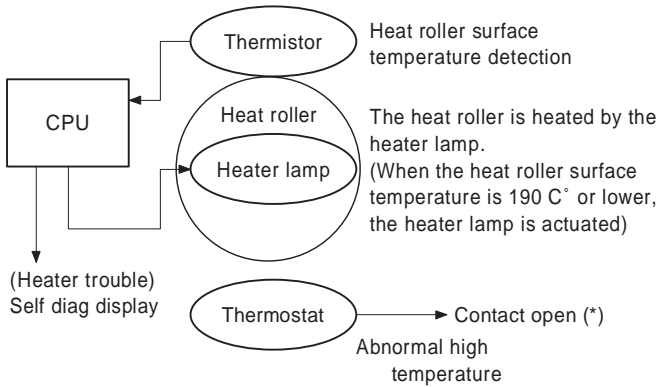 Thermistor
Heat roller surface
temperature detection
CPU
Heat roller
Heater lamp
The heat roller is heated by the
heater lamp.
(When the heat roller surface
temperature is 190 C˚ or lower,
the heater lamp is actuated)
(Heater trouble)
Self diag display
Thermostat
Contact open (*)
Abnormal high
temperature